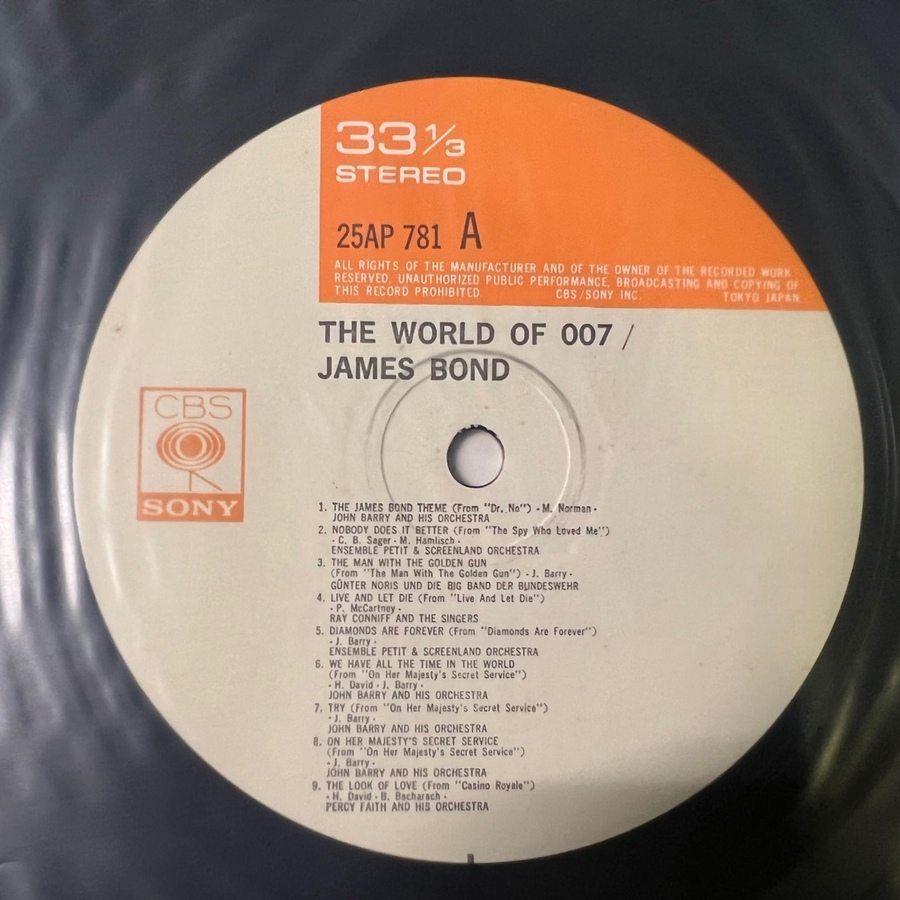 33 1/3
STEREO
25AP 781 A
ALL RIGHTS OF THE MANUFACTURER AND OF THE OWNER OF THE RECORDED WORK
RESERVED. UNAUTHORIZED PUBLIC PERFORMANCE, BROADCASTING AND COPYING OF
THIS RECORD PROHIBITED. CBS/SONY INC. TOKYO JAPAN
THE WORLD OF 007 /
JAMES BOND
CBS
SONY
1. THE JAMES BOND THEME (From "Dr. No") - M. Norman -
JOHN BARRY AND HIS ORCHESTRA
2. NOBODY DOES IT BETTER (From "The Spy Who Loved Me")
- C. B. Sager - M. Hamlisch -
ENSEMBLE PETIT & SCREENLAND ORCHESTRA
3. THE MAN WITH THE GOLDEN GUN
(From "The Man With The Golden Gun") - J. Barry -
GÜNTER NORIS UND DIE BIG BAND DER BUNDESWEHR
4. LIVE AND LET DIE (From "Live And Let Die")
- P. McCartney -
RAY CONNIFF AND THE SINGERS
5. DIAMONDS ARE FOREVER (From "Diamonds Are Forever")
- J. Barry -
ENSEMBLE PETIT & SCREENLAND ORCHESTRA
6. WE HAVE ALL THE TIME IN THE WORLD
(From "On Her Majesty's Secret Service")
- H. David - J. Barry -
JOHN BARRY AND HIS ORCHESTRA
7. TRY (From "On Her Majesty's Secret Service")
- J. Barry -
JOHN BARRY AND HIS ORCHESTRA
8. ON HER MAJESTY'S SECRET SERVICE
(From "On Her Majesty's Secret Service")
- J. Barry -
JOHN BARRY AND HIS ORCHESTRA
9. THE LOOK OF LOVE (From "Casino Royale")
- H. David - B. Bacharach -
PERCY FAITH AND HIS ORCHESTRA